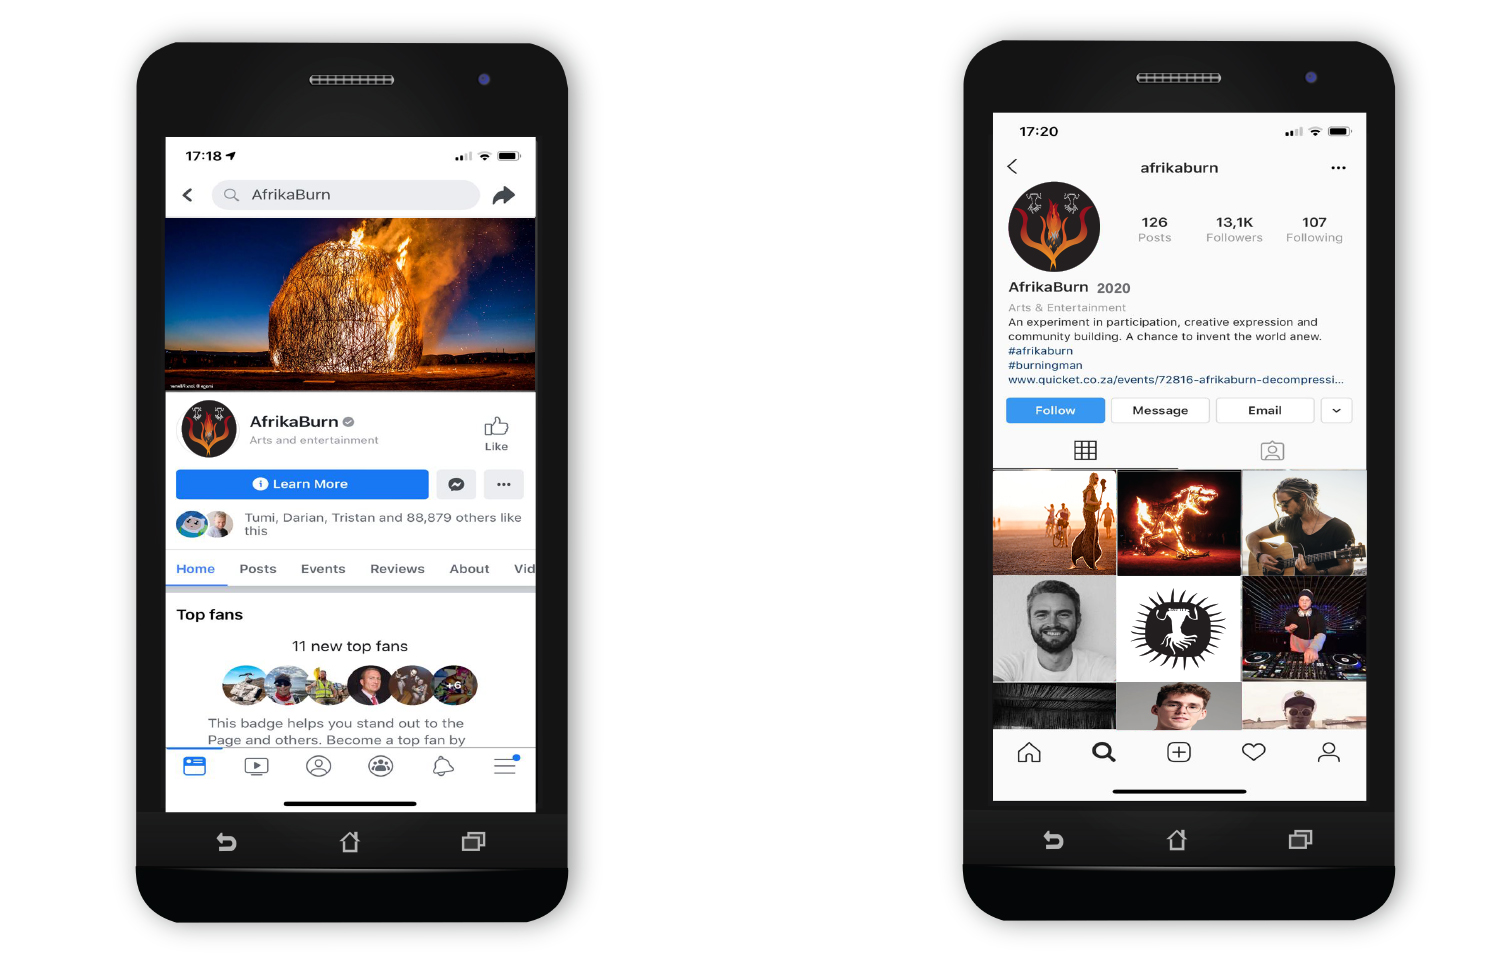 17:18
AfrikaBurn
AfrikaBurn
Arts and entertainment
Like
Learn More
Tumi, Darian, Tristan and 88,879 others like
this
Home Posts Events Reviews About Vid
Top fans
11 new top fans
+6
This badge helps you stand out to the
Page and others. Become a top fan by
17:20
afrikaburn
126 13,1K 107
Posts Followers Following
AfrikaBurn 2020
Arts & Entertainment
An experiment in participation, creative expression and
community building. A chance to invent the world anew.
#afrikaburn
#burningman
www.quicket.co.za/events/72816-afrikaburn-decompressi...
Follow Message Email